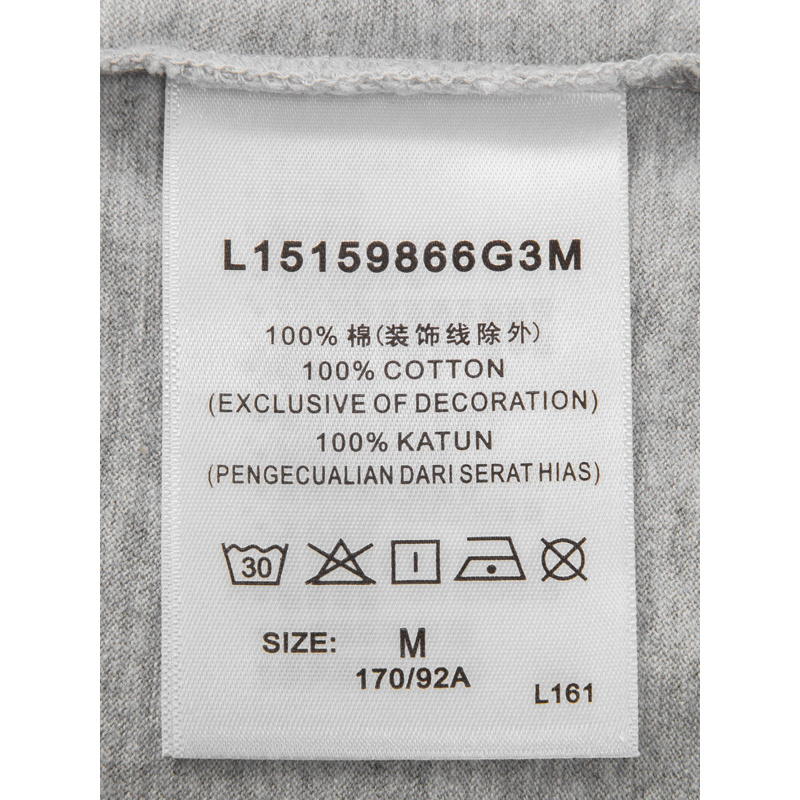 L15159866G3M
100% 棉(装饰线除外)
100% COTTON
(EXCLUSIVE OF DECORATION)
100% KATUN
(PENGECUALIAN DARI SERAT HIAS)
30
SIZE: M
170/92A
L161